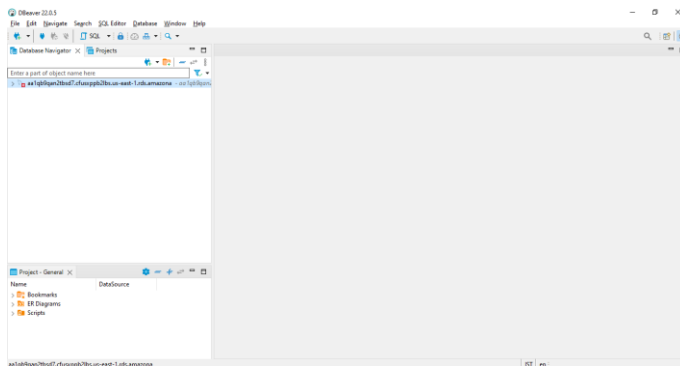 DBeaver 22.0.5
File Edit Navigate Search SQL Editor Database Window Help
SQL
Database Navigator Projects
Enter a part of object name here
Project - General
Name DataSource
Bookmarks
ER Diagrams
Scripts
IST en